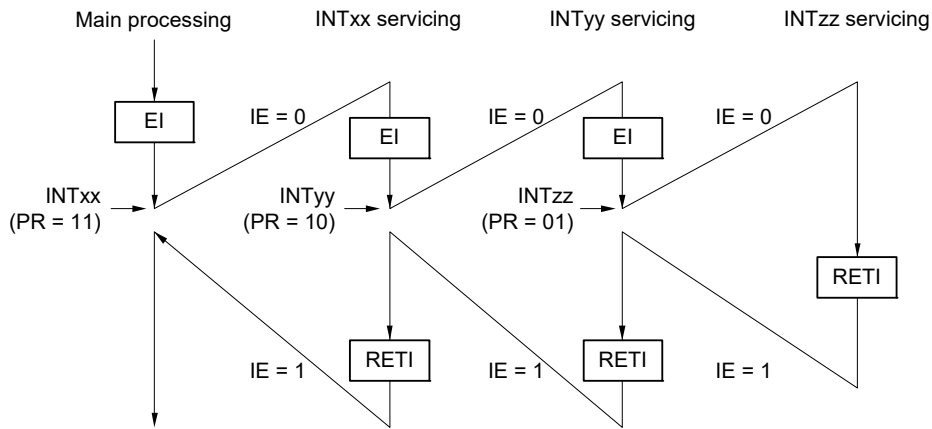 Main processing
INTxx servicing
INTyy servicing
INTzz servicing
EI
IE = 0
EI
IE = 0
EI
IE = 0
INTxx
(PR = 11)
INTyy
(PR = 10)
INTzz
(PR = 01)
RETI
IE = 1
RETI
IE = 1
RETI
IE = 1